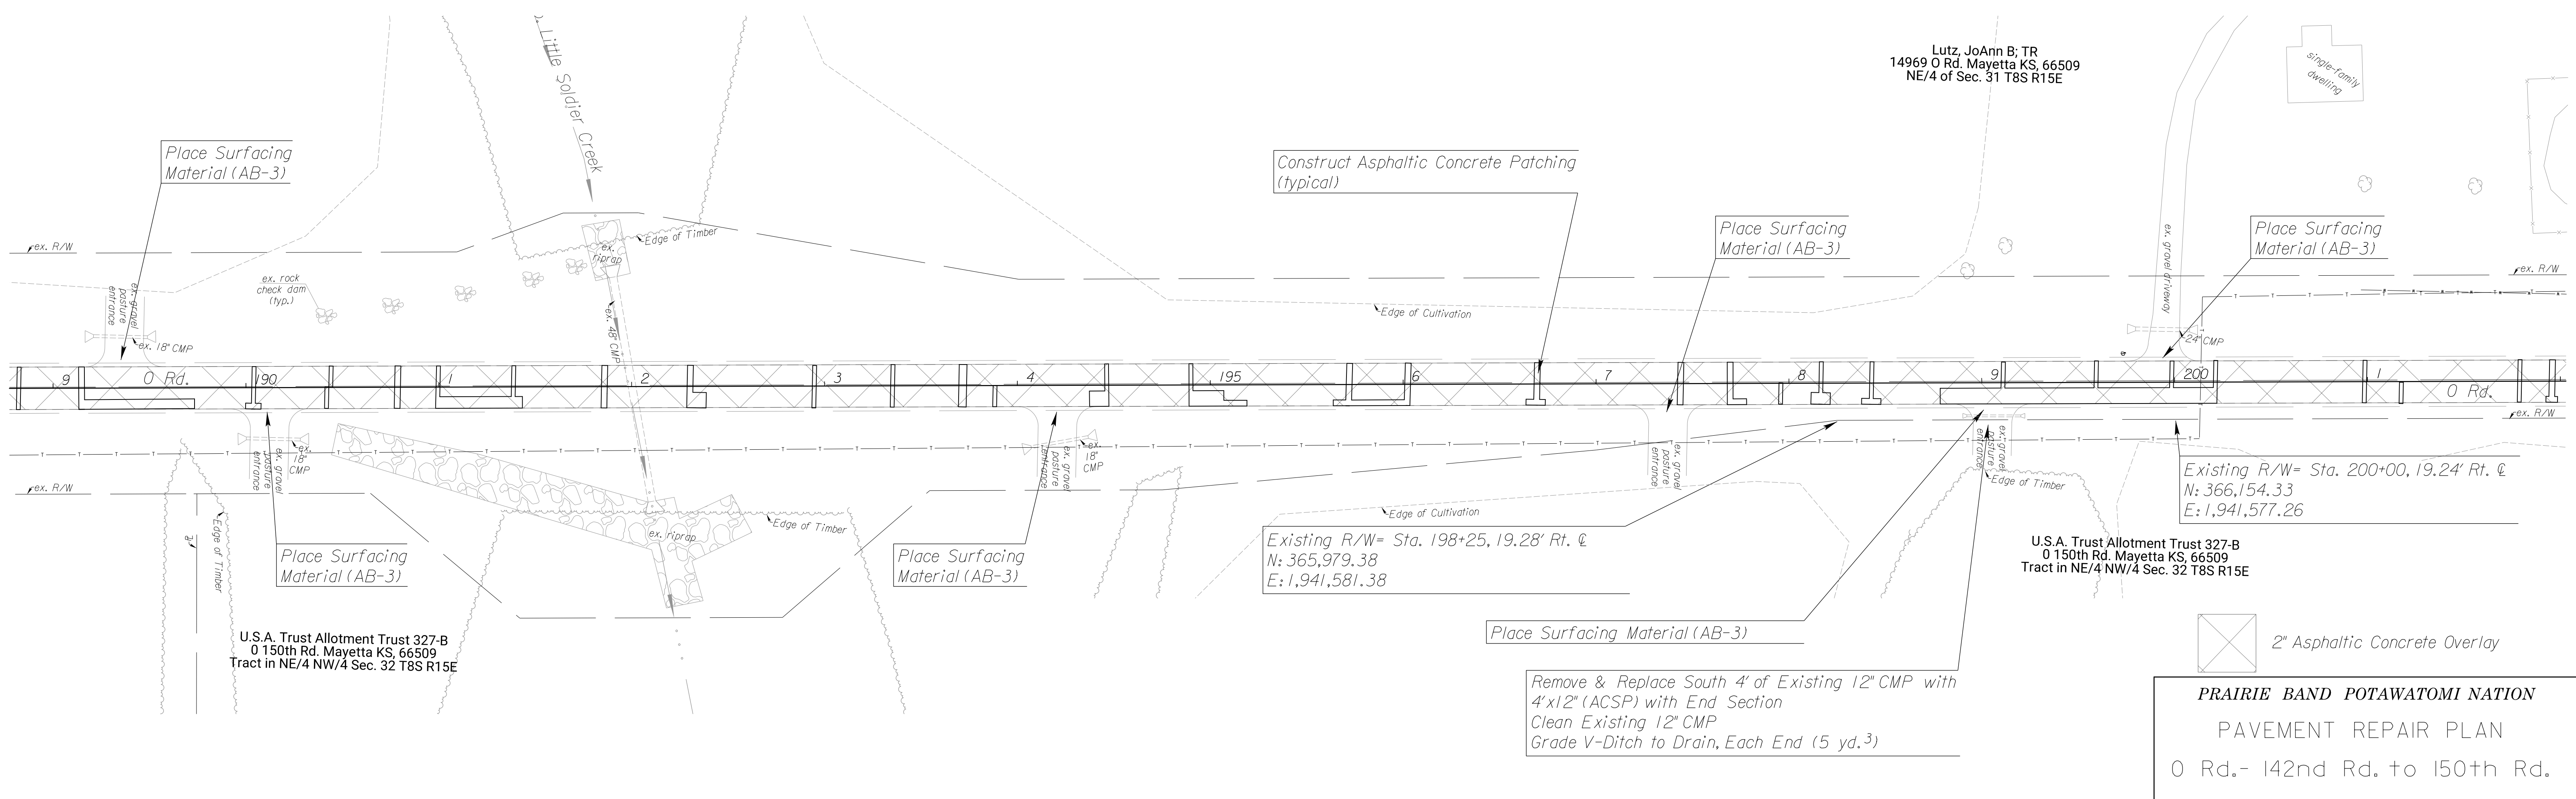 Little Soldier Creek
Lutz, JoAnn B; TR
14969 O Rd. Mayetta KS, 66509
NE/4 of Sec. 31 T8S R15E
single-family
dwelling
Place Surfacing
Material (AB-3)
Construct Asphaltic Concrete Patching
(typical)
Place Surfacing
Material (AB-3)
Place Surfacing
Material (AB-3)
ex. R/W
Edge of Timber
ex.
riprap
ex. rock
check dam
(typ.)
ex. gravel
pasture
entrance
ex. 18" CMP
ex. 48" CMP
Edge of Cultivation
ex. gravel driveway
24" CMP
ex. R/W
9
O Rd.
190
1
2
3
4
195
6
7
8
9
200
1
O Rd.
ex. R/W
ex. gravel
pasture
entrance
ex.
18"
CMP
ex. gravel
pasture
entrance
ex.
18"
CMP
ex. gravel
pasture
entrance
ex. gravel
pasture
entrance
ex. R/W
Edge of Timber
ex. riprap
Edge of Timber
Edge of Cultivation
Edge of Timber
Place Surfacing
Material (AB-3)
Place Surfacing
Material (AB-3)
Existing R/W= Sta. 198+25, 19.28' Rt. ℄
N: 365,979.38
E: 1,941,581.38
Existing R/W= Sta. 200+00, 19.24' Rt. ℄
N: 366,154.33
E: 1,941,577.26
U.S.A. Trust Allotment Trust 327-B
0 150th Rd. Mayetta KS, 66509
Tract in NE/4 NW/4 Sec. 32 T8S R15E
U.S.A. Trust Allotment Trust 327-B
0 150th Rd. Mayetta KS, 66509
Tract in NE/4 NW/4 Sec. 32 T8S R15E
Place Surfacing Material (AB-3)
Remove & Replace South 4' of Existing 12" CMP with
4'x12" (ACSP) with End Section
Clean Existing 12" CMP
Grade V-Ditch to Drain, Each End (5 yd.³)
2" Asphaltic Concrete Overlay
PRAIRIE BAND POTAWATOMI NATION
PAVEMENT REPAIR PLAN
O Rd.- 142nd Rd. to 150th Rd.